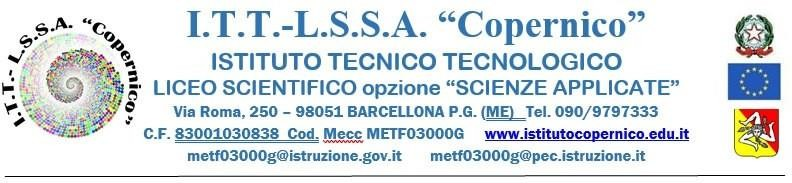 I.T.T.- L.S.S.A. “Copernico”
I.T.T.-L.S.S.A. “Copernico”
ISTITUTO TECNICO TECNOLOGICO
LICEO SCIENTIFICO opzione “SCIENZE APPLICATE”
Via Roma, 250 – 98051 BARCELLONA P.G. (ME) Tel. 090/9797333
C.F. 83001030838 Cod. Mecc METF03000G www.istitutocopernico.edu.it
metf03000g@istruzione.gov.it metf03000g@pec.istruzione.it